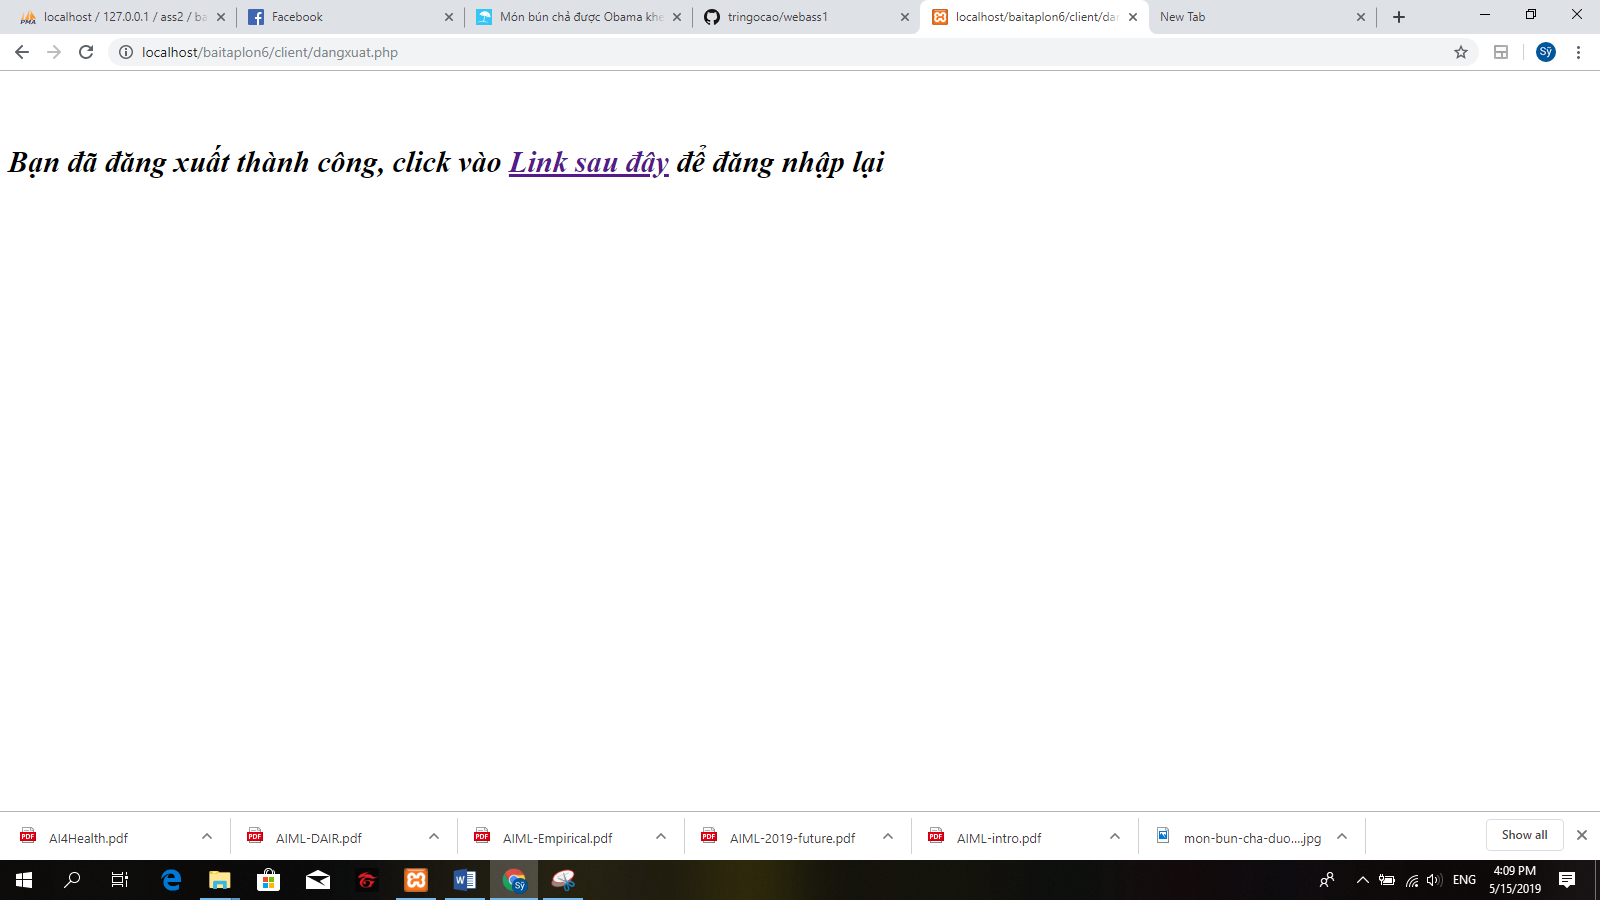 localhost / 127.0.0.1 / ass2 / ba
Facebook
Món bún chả được Obama khe
tringocao/webass1
localhost/baitaplon6/client/dan
New Tab
localhost/baitaplon6/client/dangxuat.php
Sỹ
Bạn đã đăng xuất thành công, click vào Link sau đây để đăng nhập lại
AI4Health.pdf
AIML-DAIR.pdf
AIML-Empirical.pdf
AIML-2019-future.pdf
AIML-intro.pdf
mon-bun-cha-duo....jpg
Show all
ENG
4:09 PM
5/15/2019